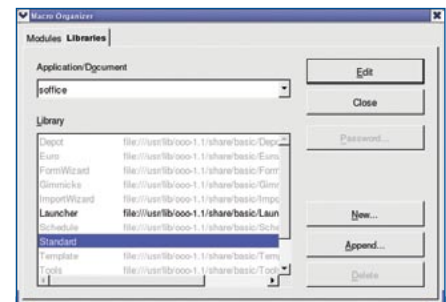 Macro Organizer
Modules Libraries
Application/Document
soffice
Edit
Close
Library
Password...
Depot file:///usr/lib/ooo-1.1/share/basic/Depo
Euro file:///usr/lib/ooo-1.1/share/basic/Euro
FormWizard file:///usr/lib/ooo-1.1/share/basic/Form
Gimmicks file:///usr/lib/ooo-1.1/share/basic/Gimm
ImportWizard file:///usr/lib/ooo-1.1/share/basic/Impo
Launcher file:///usr/lib/ooo-1.1/share/basic/Laun
Schedule file:///usr/lib/ooo-1.1/share/basic/Sche
Standard
Template file:///usr/lib/ooo-1.1/share/basic/Temp
Tools file:///usr/lib/ooo-1.1/share/basic/Tools
New...
Append...
Delete